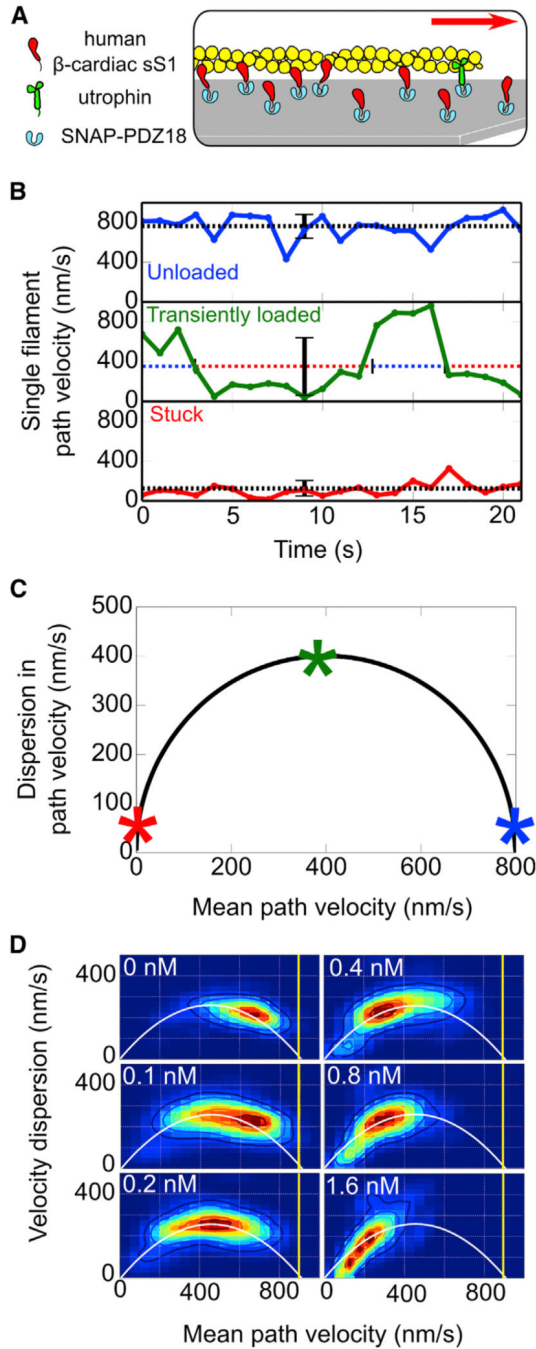 A
human
β-cardiac sS1
utrophin
SNAP-PDZ18
B
Single filament
path velocity (nm/s)
800
400
0
Unloaded
800
400
0
Transiently loaded
800
400
0
Stuck
0 5 10 15 20
Time (s)
C
Dispersion in
path velocity (nm/s)
500
400
300
200
100
0
0 200 400 600 800
Mean path velocity (nm/s)
D
Velocity dispersion (nm/s)
400
200
0
0 nM
0.4 nM
400
200
0
0.1 nM
0.8 nM
400
200
0
0.2 nM
1.6 nM
0 400 800 0 400 800
Mean path velocity (nm/s)